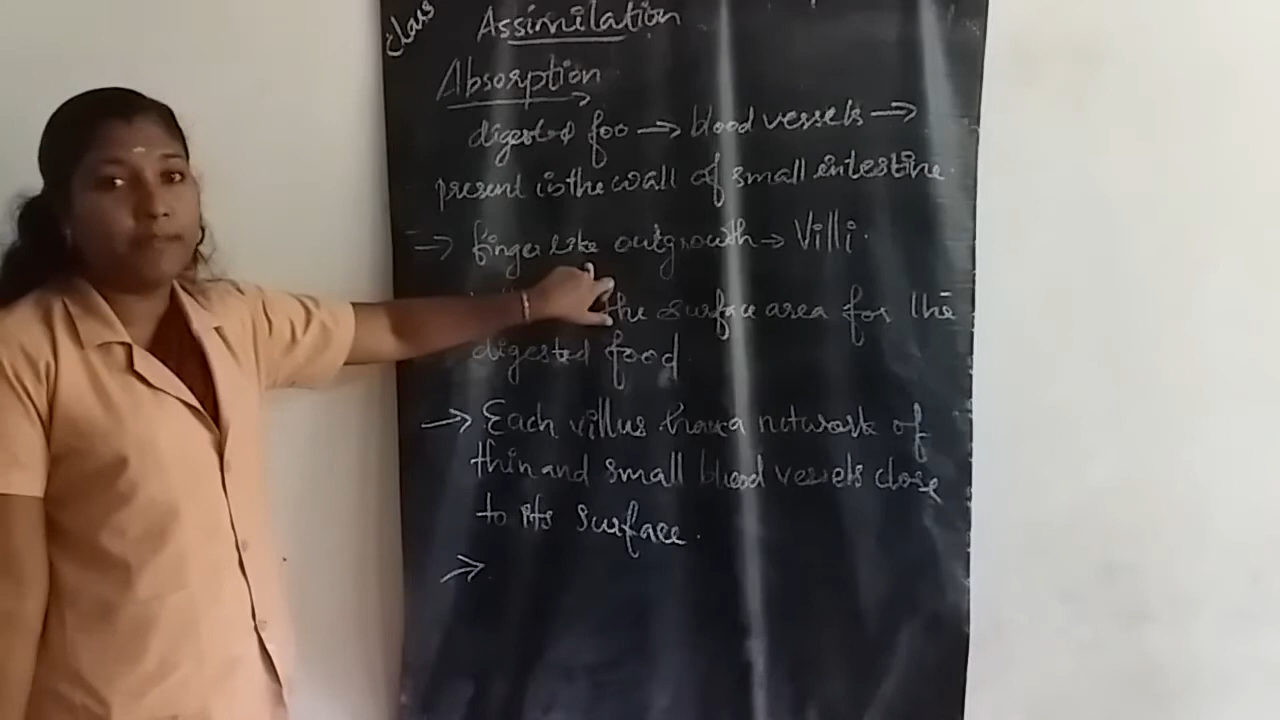 Class
Assimilation
Absorption
digested foo → blood vessels →
present in the wall of small intestine.
→ finger like outgrowth → Villi.
the surface area for the
digested food
→ Each villus have a network of
thin and small blood vessels close
to its surface.
→